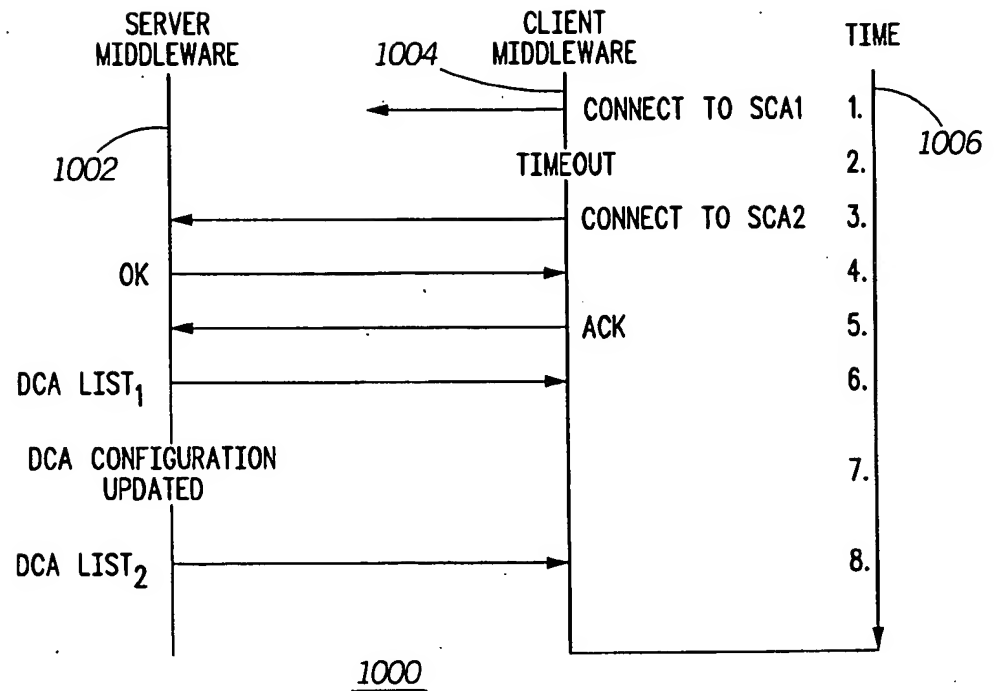 SERVER
MIDDLEWARE
CLIENT
MIDDLEWARE
TIME
1004
CONNECT TO SCA1 1.
1006
1002
TIMEOUT 2.
CONNECT TO SCA2 3.
OK 4.
ACK 5.
DCA LIST1 6.
DCA CONFIGURATION
UPDATED
7.
DCA LIST2 8.
1000